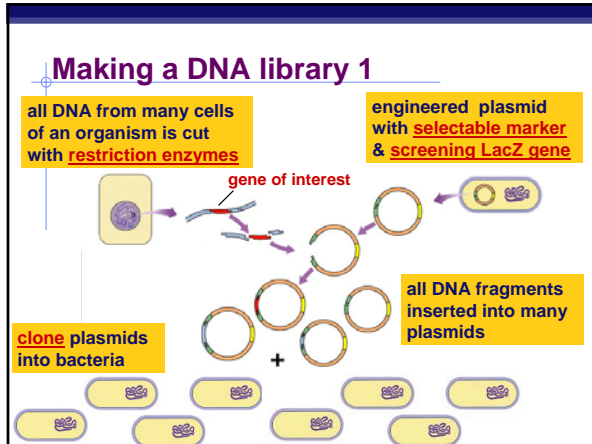 Making a DNA library 1
all DNA from many cells
of an organism is cut
with restriction enzymes
engineered plasmid
with selectable marker
& screening LacZ gene
gene of interest
all DNA fragments
inserted into many
plasmids
clone plasmids
into bacteria
+